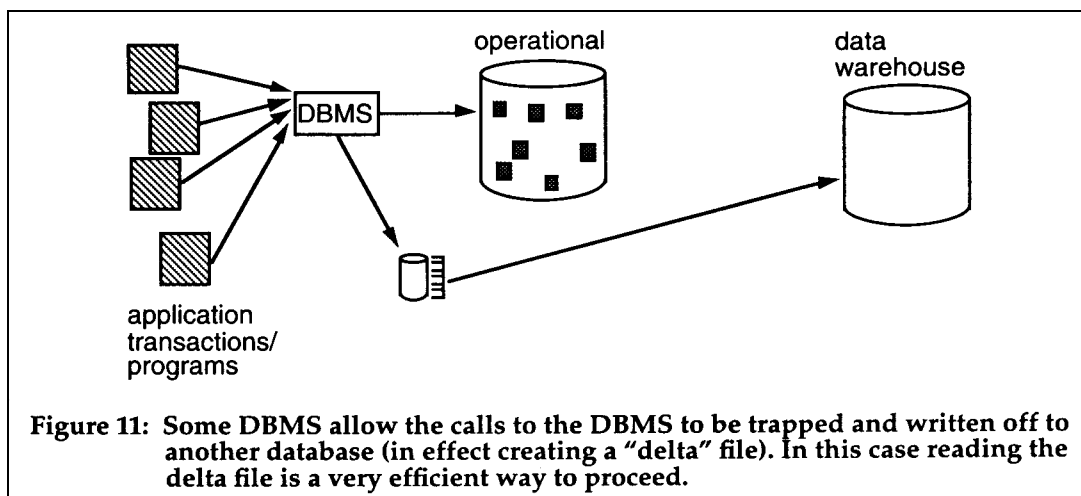 operational
data
warehouse
DBMS
application
transactions/
programs
Figure 11: Some DBMS allow the calls to the DBMS to be trapped and written off to
another database (in effect creating a “delta” file). In this case reading the
delta file is a very efficient way to proceed.